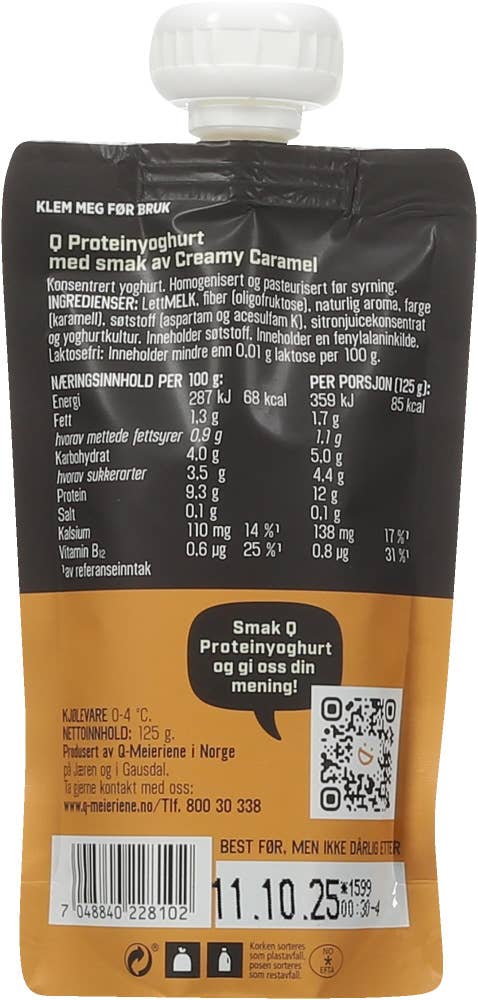 KLEM MEG FØR BRUK
Q Proteinyoghurt
med smak av Creamy Caramel
Konsentrert yoghurt. Homogenisert og pasteurisert før syrning.
INGREDIENSER: LettMELK, fiber (oligofruktose), naturlig aroma, farge
(karamell), søtstoff (aspartam og acesulfam K), sitronjuicekonsentrat
og yoghurtkultur. Inneholder søtstoff. Inneholder en fenylalaninkilde.
Laktosefri: Inneholder mindre enn 0.01 g laktose per 100 g.
NÆRINGSINNHOLD PER 100 g: PER PORSJON (125 g):
Energi 287 kJ 68 kcal 359 kJ 85 kcal
Fett 1,3 g 1,7 g
hvorav mettede fettsyrer 0,9 g 1,1 g
Karbohydrat 4,0 g 5,0 g
hvorav sukkerarter 3,5 g 4,4 g
Protein 9,3 g 12 g
Salt 0,1 g 0,1 g
Kalsium 110 mg 14 %¹ 138 mg 17 %¹
Vitamin B₁₂ 0,6 µg 25 %¹ 0,8 µg 31 %¹
¹av referanseinntak
Smak Q
Proteinyoghurt
og gi oss din
mening!
KJØLEVARE 0-4 °C.
NETTOINNHOLD: 125 g.
Produsert av Q-Meieriene i Norge
på Jæren og i Gausdal.
Ta gjerne kontakt med oss:
www.q-meieriene.no/Tlf. 800 30 338
BEST FØR, MEN IKKE DÅRLIG ETTER
11.10.25 *1599
00:30-4
7 048840 228102
Korken sorteres
som plastavfall,
posen sorteres
som restavfall.
NO
*
EFTA